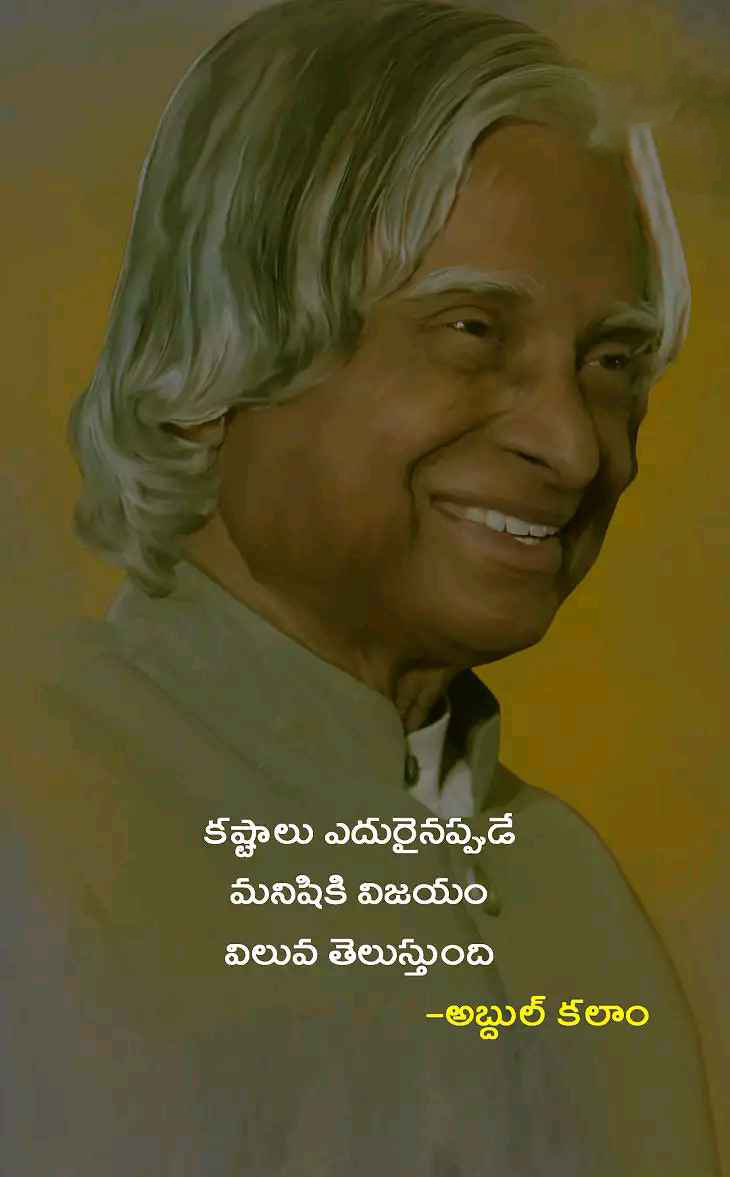 కష్టాలు ఎదురైనప్పుడే
మనిషికి విజయం
విలువ తెలుస్తుంది
-అబ్దుల్ కలాం